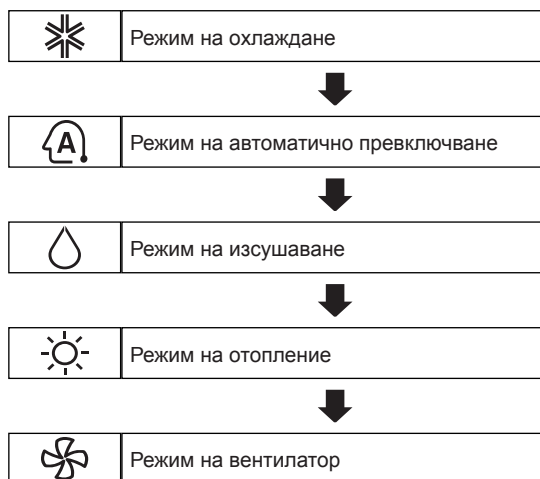 Режим на охлаждане
A
Режим на автоматично превключване
Режим на изсушаване
Режим на отопление
Режим на вентилатор